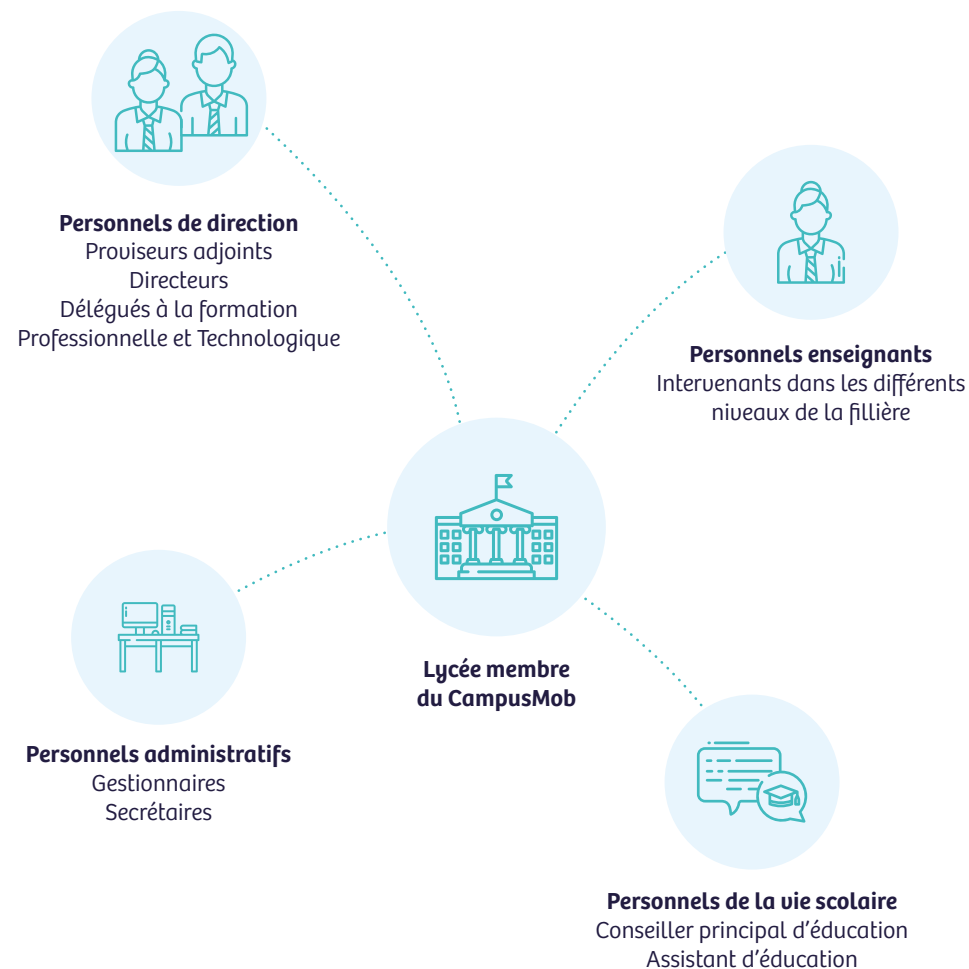 Personnels de direction
Proviseurs adjoints
Directeurs
Délégués à la formation
Professionnelle et Technologique
Personnels enseignants
Intervenants dans les différents
niveaux de la fillière
Lycée membre
du CampusMob
Personnels administratifs
Gestionnaires
Secrétaires
Personnels de la vie scolaire
Conseiller principal d’éducation
Assistant d’éducation